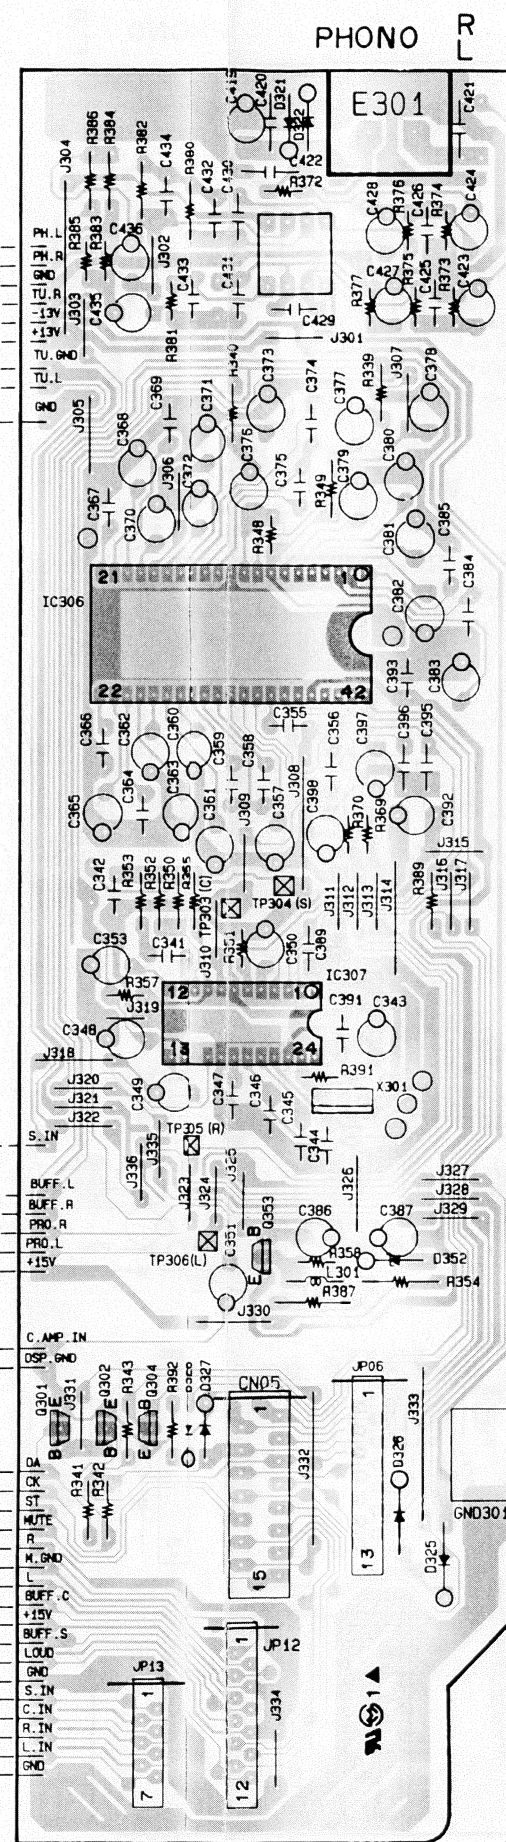 PHONO R
L
E301
C420
D321
C421
C422
R372
R386
R384
R382
C434
R380
C432
C430
J304
C428
R376
C426
R374
C424
PH.L
PH.R
GND
TU.R
-13V
+13V
TU.GND
TU.L
GND
R385
R383
C436
J302
C433
C431
J303
C435
R381
C429
C427
R375
C425
R373
C423
R377
J301
R340
C373
C374
C377
R339
J307
C378
J305
C368
C369
C371
C367
C370
J306
C372
C376
C375
R349
C379
C380
R348
C381
C385
C384
21
1
IC306
22
42
C382
C393
C383
C355
C366
C362
C360
C359
C358
C356
C397
C396
C395
C365
C364
C363
C361
J309
C357
J308
C398
R370
R369
C392
J315
C342
R353
R352
R350
R355
TP303 (C)
TP304 (S)
J311
J312
J313
J314
R389
J316
J317
C353
C341
J310
R351
C350
C389
R357
J319
IC307
12
1
24
C391
C343
C348
J318
J320
J321
J322
C349
C347
C346
C345
C344
R391
X301
S.IN
TP305 (R)
J336
J335
J323
J324
J325
J326
J327
J328
J329
BUFF.L
BUFF.R
PRO.R
PRO.L
+15V
TP306(L)
C351
B
Q353
E
C386
C387
R358
D352
L301
R354
R387
J330
C.AMP.IN
DSP.GND
Q301
E
B
J331
Q302
E
B
R343
Q304
B
E
R392
D327
CN05
1
15
J332
JP06
1
13
J333
D326
GND301
D325
DA
CK
ST
MUTE
R
M.GND
L
BUFF.C
+15V
BUFF.S
LOUD
GND
S.IN
C.IN
R.IN
L.IN
GND
R341
R342
JP13
1
7
JP12
1
12
J334
1